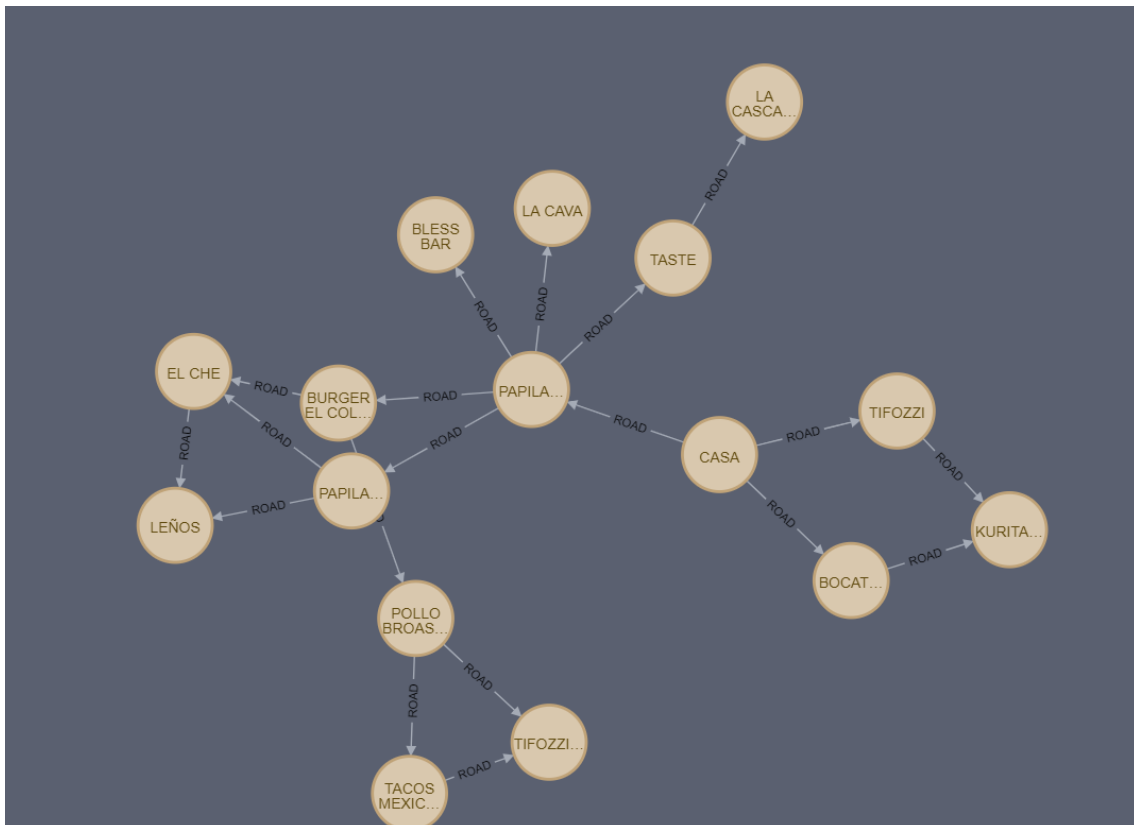 LA
CASCA...
ROAD
LA CAVA
BLESS
BAR
TASTE
ROAD
ROAD
ROAD
EL CHE
ROAD
BURGER
EL COL...
ROAD
PAPILA...
ROAD
TIFOZZI
ROAD
ROAD
ROAD
ROAD
CASA
ROAD
PAPILA...
ROAD
LEÑOS
ROAD
ROAD
KURITA...
ROAD
BOCAT...
POLLO
BROAS...
ROAD
ROAD
TIFOZZI...
ROAD
TACOS
MEXIC...